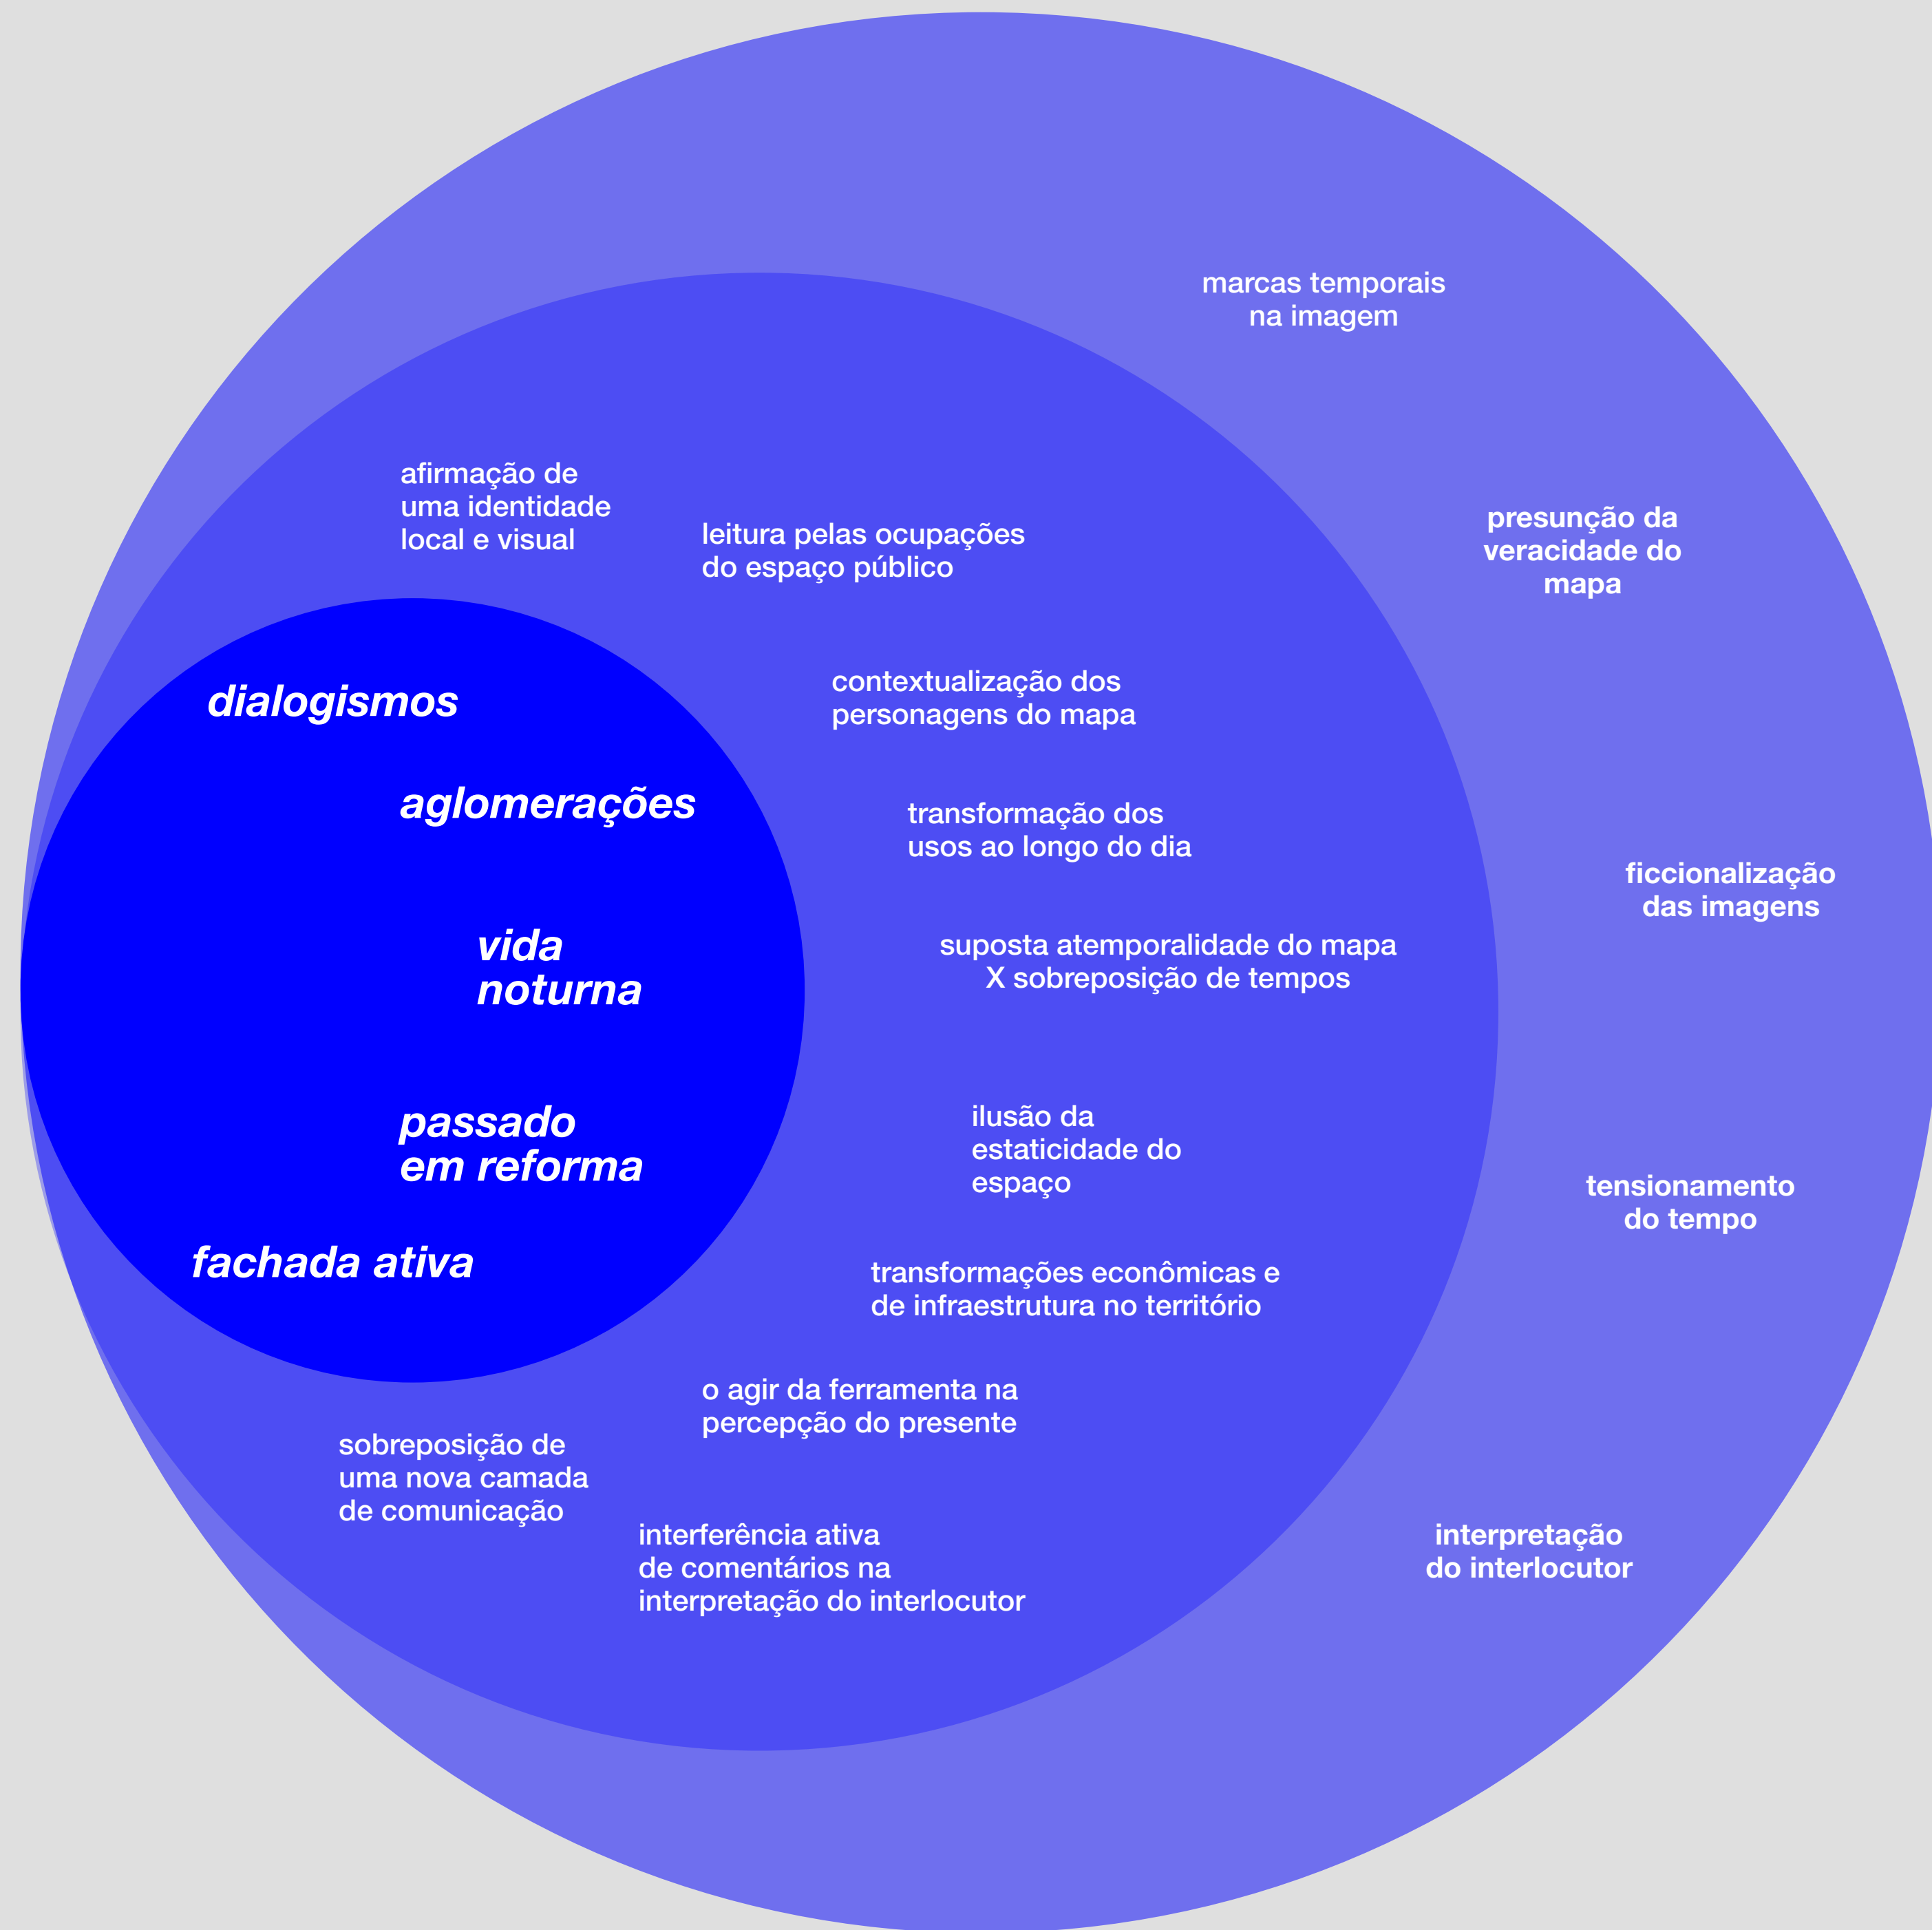 marcas temporais
na imagem
presunção da
veracidade do
mapa
ficcionalização
das imagens
tensionamento
do tempo
interpretação
do interlocutor
afirmação de
uma identidade
local e visual
leitura pelas ocupações
do espaço público
contextualização dos
personagens do mapa
transformação dos
usos ao longo do dia
suposta atemporalidade do mapa
X sobreposição de tempos
ilusão da
estaticidade do
espaço
transformações econômicas e
de infraestrutura no território
o agir da ferramenta na
percepção do presente
sobreposição de
uma nova camada
de comunicação
interferência ativa
de comentários na
interpretação do interlocutor
dialogismos
aglomerações
vida
noturna
passado
em reforma
fachada ativa